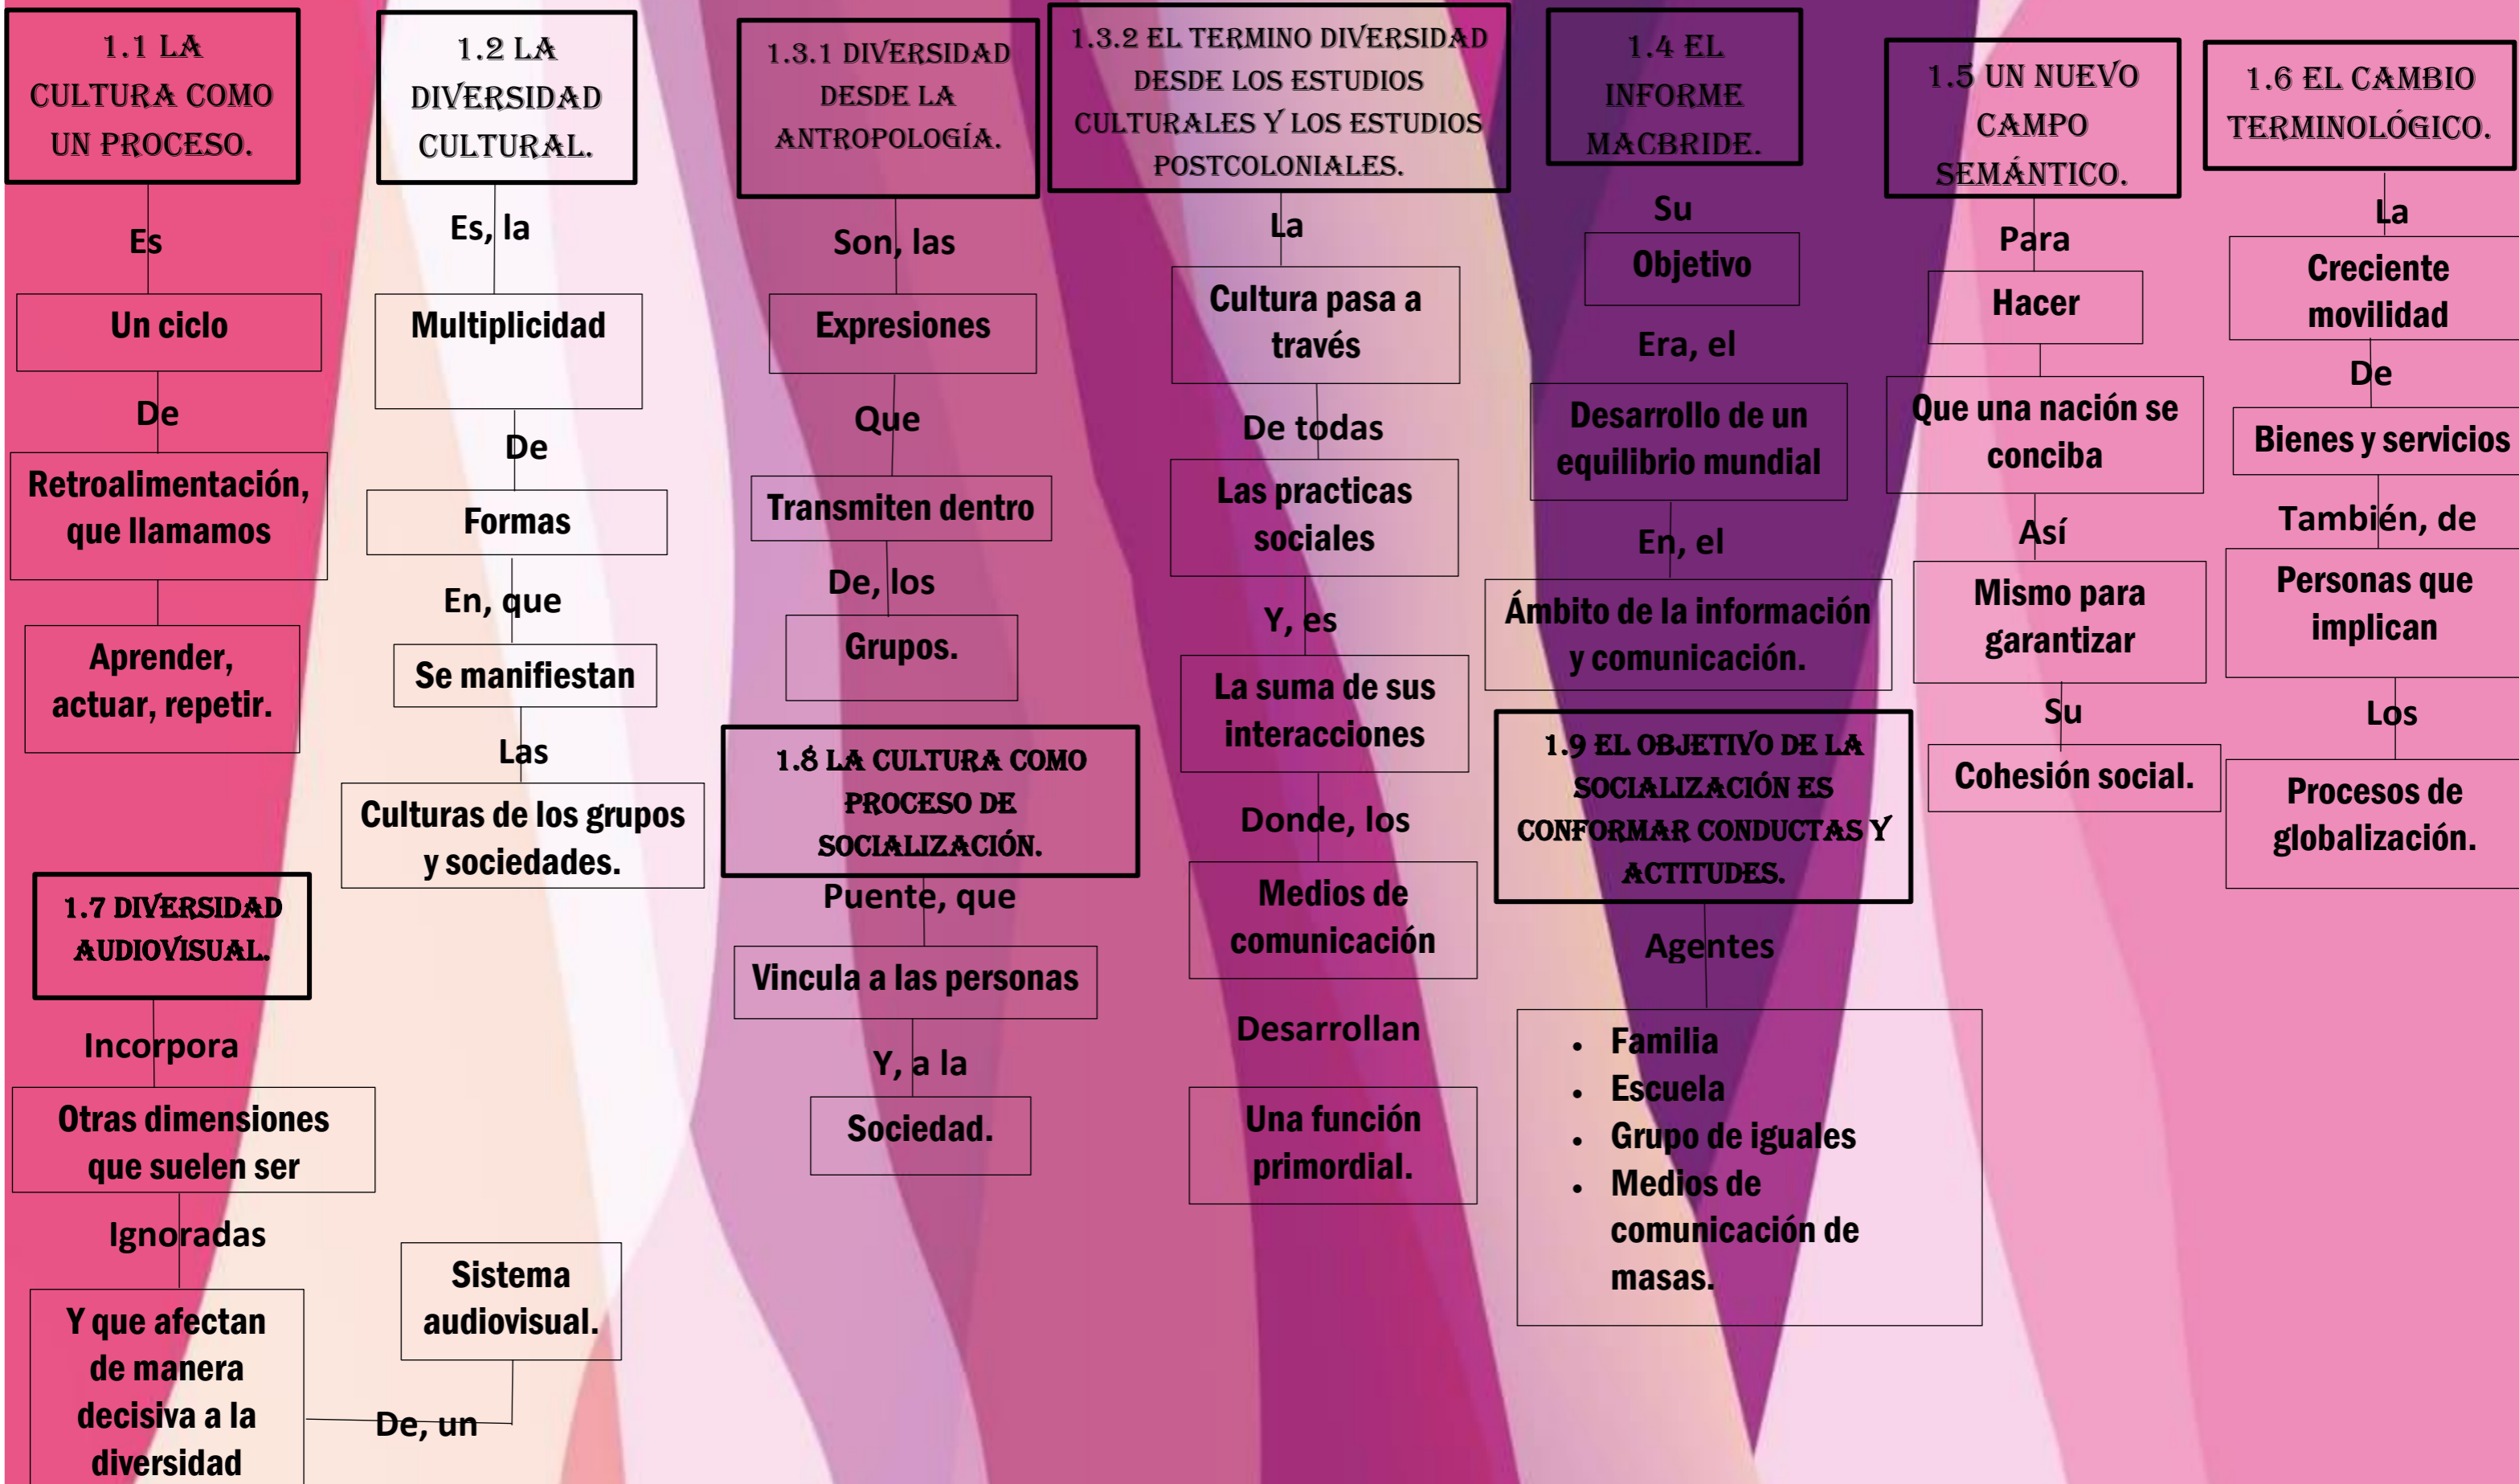 1.1 LA
CULTURA COMO
UN PROCESO.
Es
Un ciclo
De
Retroalimentación,
que llamamos
Aprender,
actuar, repetir.
1.2 LA
DIVERSIDAD
CULTURAL.
Es, la
Multiplicidad
De
Formas
En, que
Se manifiestan
Las
Culturas de los grupos
y sociedades.
1.3.1 DIVERSIDAD
DESDE LA
ANTROPOLOGÍA.
Son, las
Expresiones
Que
Transmiten dentro
De, los
Grupos.
1.3.2 EL TERMINO DIVERSIDAD
DESDE LOS ESTUDIOS
CULTURALES Y LOS ESTUDIOS
POSTCOLONIALES.
La
Cultura pasa a
través
De todas
Las practicas
sociales
Y, es
La suma de sus
interacciones
Donde, los
Medios de
comunicación
Desarrollan
Una función
primordial.
1.4 EL
INFORME
MACBRIDE.
Su
Objetivo
Era, el
Desarrollo de un
equilibrio mundial
En, el
Ámbito de la información
y comunicación.
1.5 UN NUEVO
CAMPO
SEMÁNTICO.
Para
Hacer
Que una nación se
conciba
Así
Mismo para
garantizar
Su
Cohesión social.
1.6 EL CAMBIO
TERMINOLÓGICO.
La
Creciente
movilidad
De
Bienes y servicios
También, de
Personas que
implican
Los
Procesos de
globalización.
1.7 DIVERSIDAD
AUDIOVISUAL.
Incorpora
Otras dimensiones
que suelen ser
Ignoradas
Y que afectan
de manera
decisiva a la
diversidad
De, un
Sistema
audiovisual.
1.8 LA CULTURA COMO
PROCESO DE
SOCIALIZACIÓN.
Puente, que
Vincula a las personas
Y, a la
Sociedad.
1.9 EL OBJETIVO DE LA
SOCIALIZACIÓN ES
CONFORMAR CONDUCTAS Y
ACTITUDES.
Agentes
• Familia
• Escuela
• Grupo de iguales
• Medios de
comunicación de
masas.